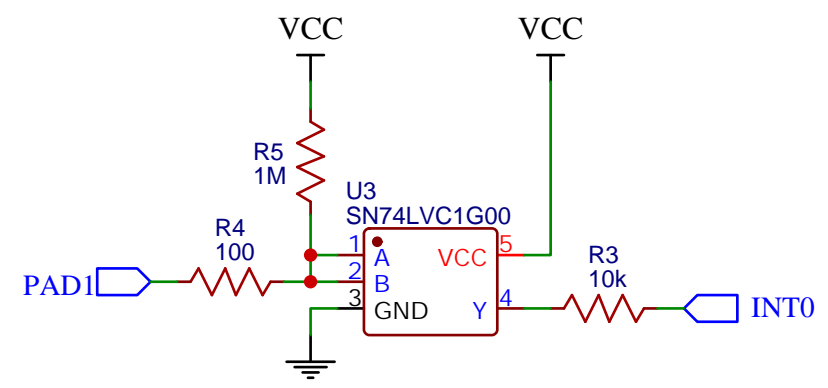 VCC
VCC
R5
1M
U3
SN74LVC1G00
R4
100
1
A
VCC
5
R3
10k
PAD1
2
B
3
GND
Y
4
INT0